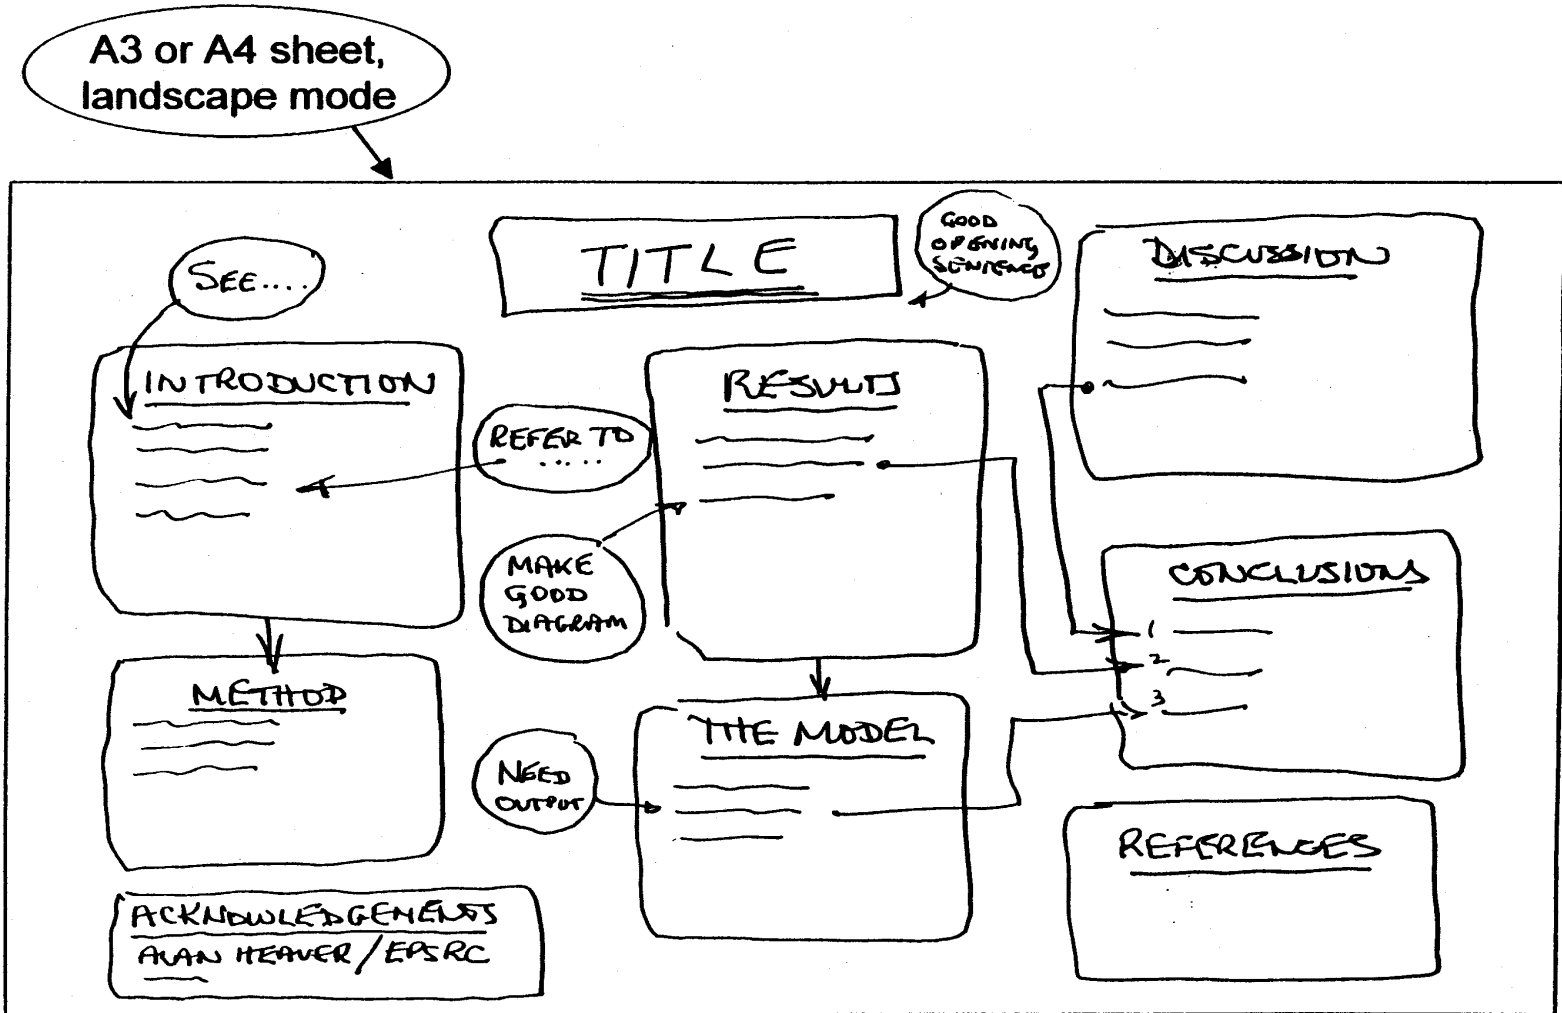 A3 or A4 sheet,
landscape mode
TITLE
GOOD
OPENING
SENTENCE
SEE....
INTRODUCTION
REFER TO
.....
METHOD
ACKNOWLEDGEMENTS
ALAN HEAVER/EPSRC
RESULTS
MAKE
GOOD
DIAGRAM
THE MODEL
NEED
OUTPUT
DISCUSSION
CONCLUSIONS
1
2
3
REFERENCES